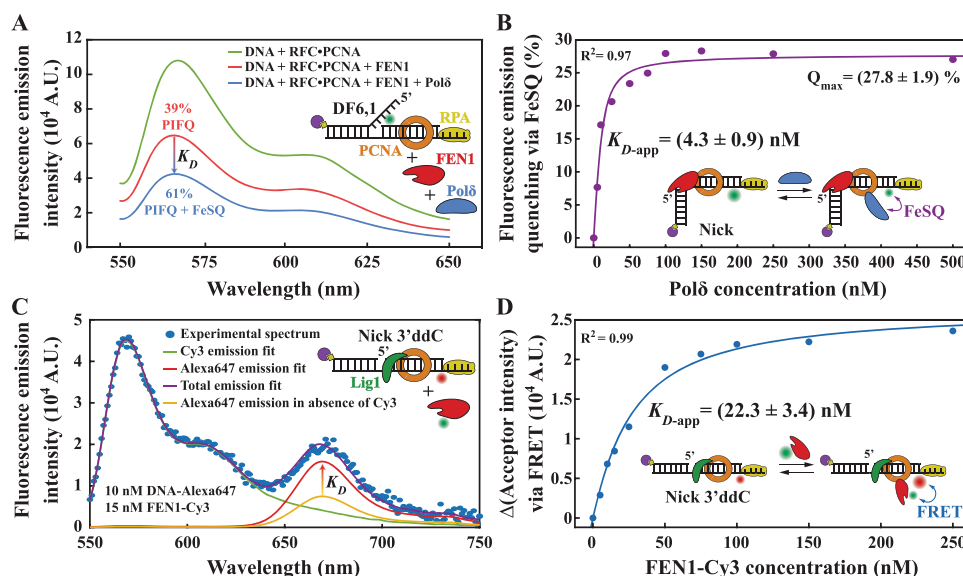 A
Fluorescence emission
intensity (10⁴ A.U.)
12
10
8
6
4
2
0
550
575
600
625
650
Wavelength (nm)
DNA + RFC•PCNA
DNA + RFC•PCNA + FEN1
DNA + RFC•PCNA + FEN1 + Polδ
39%
PIFQ
K_D
61%
PIFQ + FeSQ
DF6,1
5'
RPA
PCNA
+
FEN1
+
Polδ
B
Fluorescence emission
quenching via FeSQ (%)
35
30
25
20
15
10
5
0
0
50
100
150
200
250
300
350
400
450
500
Polδ concentration (nM)
R² = 0.97
Q_max = (27.8 ± 1.9) %
K_D-app = (4.3 ± 0.9) nM
5'
5'
Nick
FeSQ
C
Fluorescence emission
intensity (10⁴ A.U.)
5
4
3
2
1
0
550
600
650
700
750
Wavelength (nm)
Experimental spectrum
Cy3 emission fit
Alexa647 emission fit
Total emission fit
Alexa647 emission in absence of Cy3
Nick 3'ddC
5'
Lig1
+
K_D
10 nM DNA-Alexa647
15 nM FEN1-Cy3
D
Δ(Acceptor intensity)
via FRET (10⁴ A.U.)
2.5
2
1.5
1
0.5
0
0
50
100
150
200
250
FEN1-Cy3 concentration (nM)
R² = 0.99
K_D-app = (22.3 ± 3.4) nM
5'
5'
Nick 3'ddC
FRET